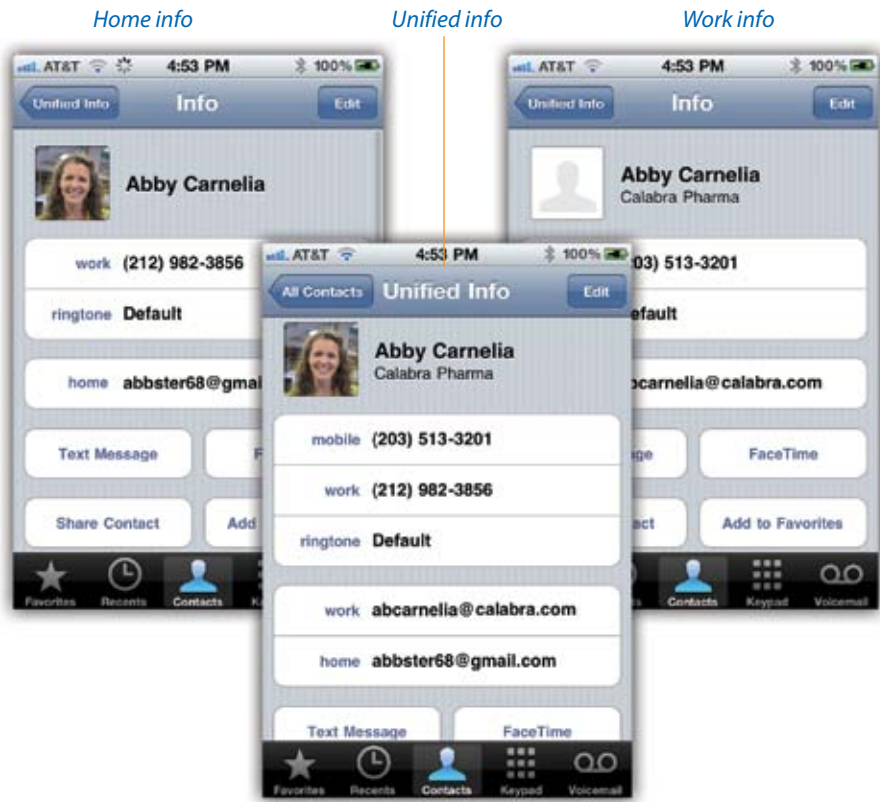 Home info
Unified info
Work info
AT&T 4:53 PM 100%
Unified Info Info Edit
Abby Carnelia
work (212) 982-3856
ringtone Default
home abbster68@gmai
Text Message F
Share Contact Add
Favorites Recents Contacts K
AT&T 4:53 PM 100%
All Contacts Unified Info Edit
Abby Carnelia
Calabra Pharma
mobile (203) 513-3201
work (212) 982-3856
ringtone Default
work abcarnelia@calabra.com
home abbster68@gmail.com
Text Message FaceTime
Favorites Recents Contacts Keypad Voicemail
AT&T 4:53 PM 100%
Unified Info Info Edit
Abby Carnelia
Calabra Pharma
03) 513-3201
efault
carnelia@calabra.com
ge FaceTime
act Add to Favorites
ts Contacts Keypad Voicemail